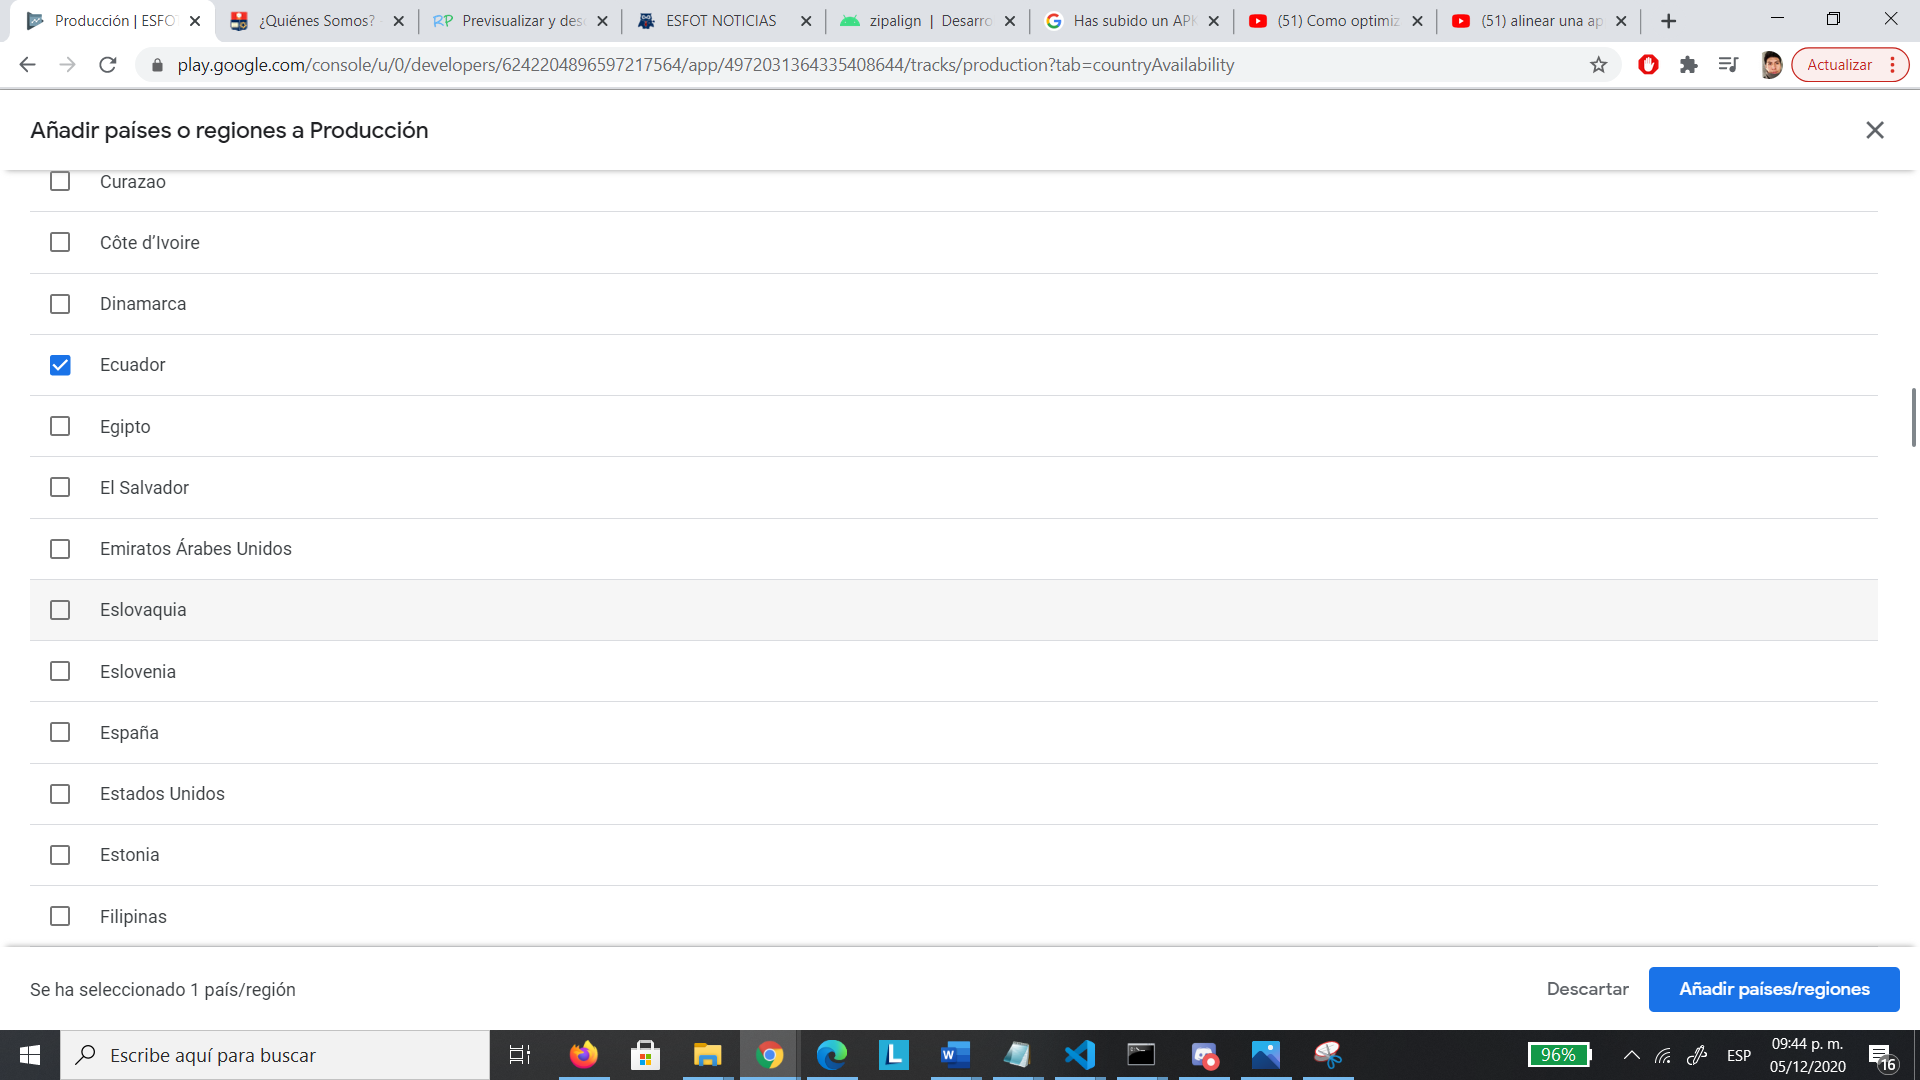 Producción | ESFOT
¿Quiénes Somos? -
RP Previsualizar y des
ESFOT NOTICIAS
zipalign | Desarro
Has subido un APK
(51) Como optimiz
(51) alinear una ap
play.google.com/console/u/0/developers/6242204896597217564/app/4972031364335408644/tracks/production?tab=countryAvailability
Actualizar
Añadir países o regiones a Producción
Curazao
Côte d’Ivoire
Dinamarca
Ecuador
Egipto
El Salvador
Emiratos Árabes Unidos
Eslovaquia
Eslovenia
España
Estados Unidos
Estonia
Filipinas
Se ha seleccionado 1 país/región
Descartar
Añadir países/regiones
Escribe aquí para buscar
L
W
96%
ESP
09:44 p. m.
05/12/2020
16